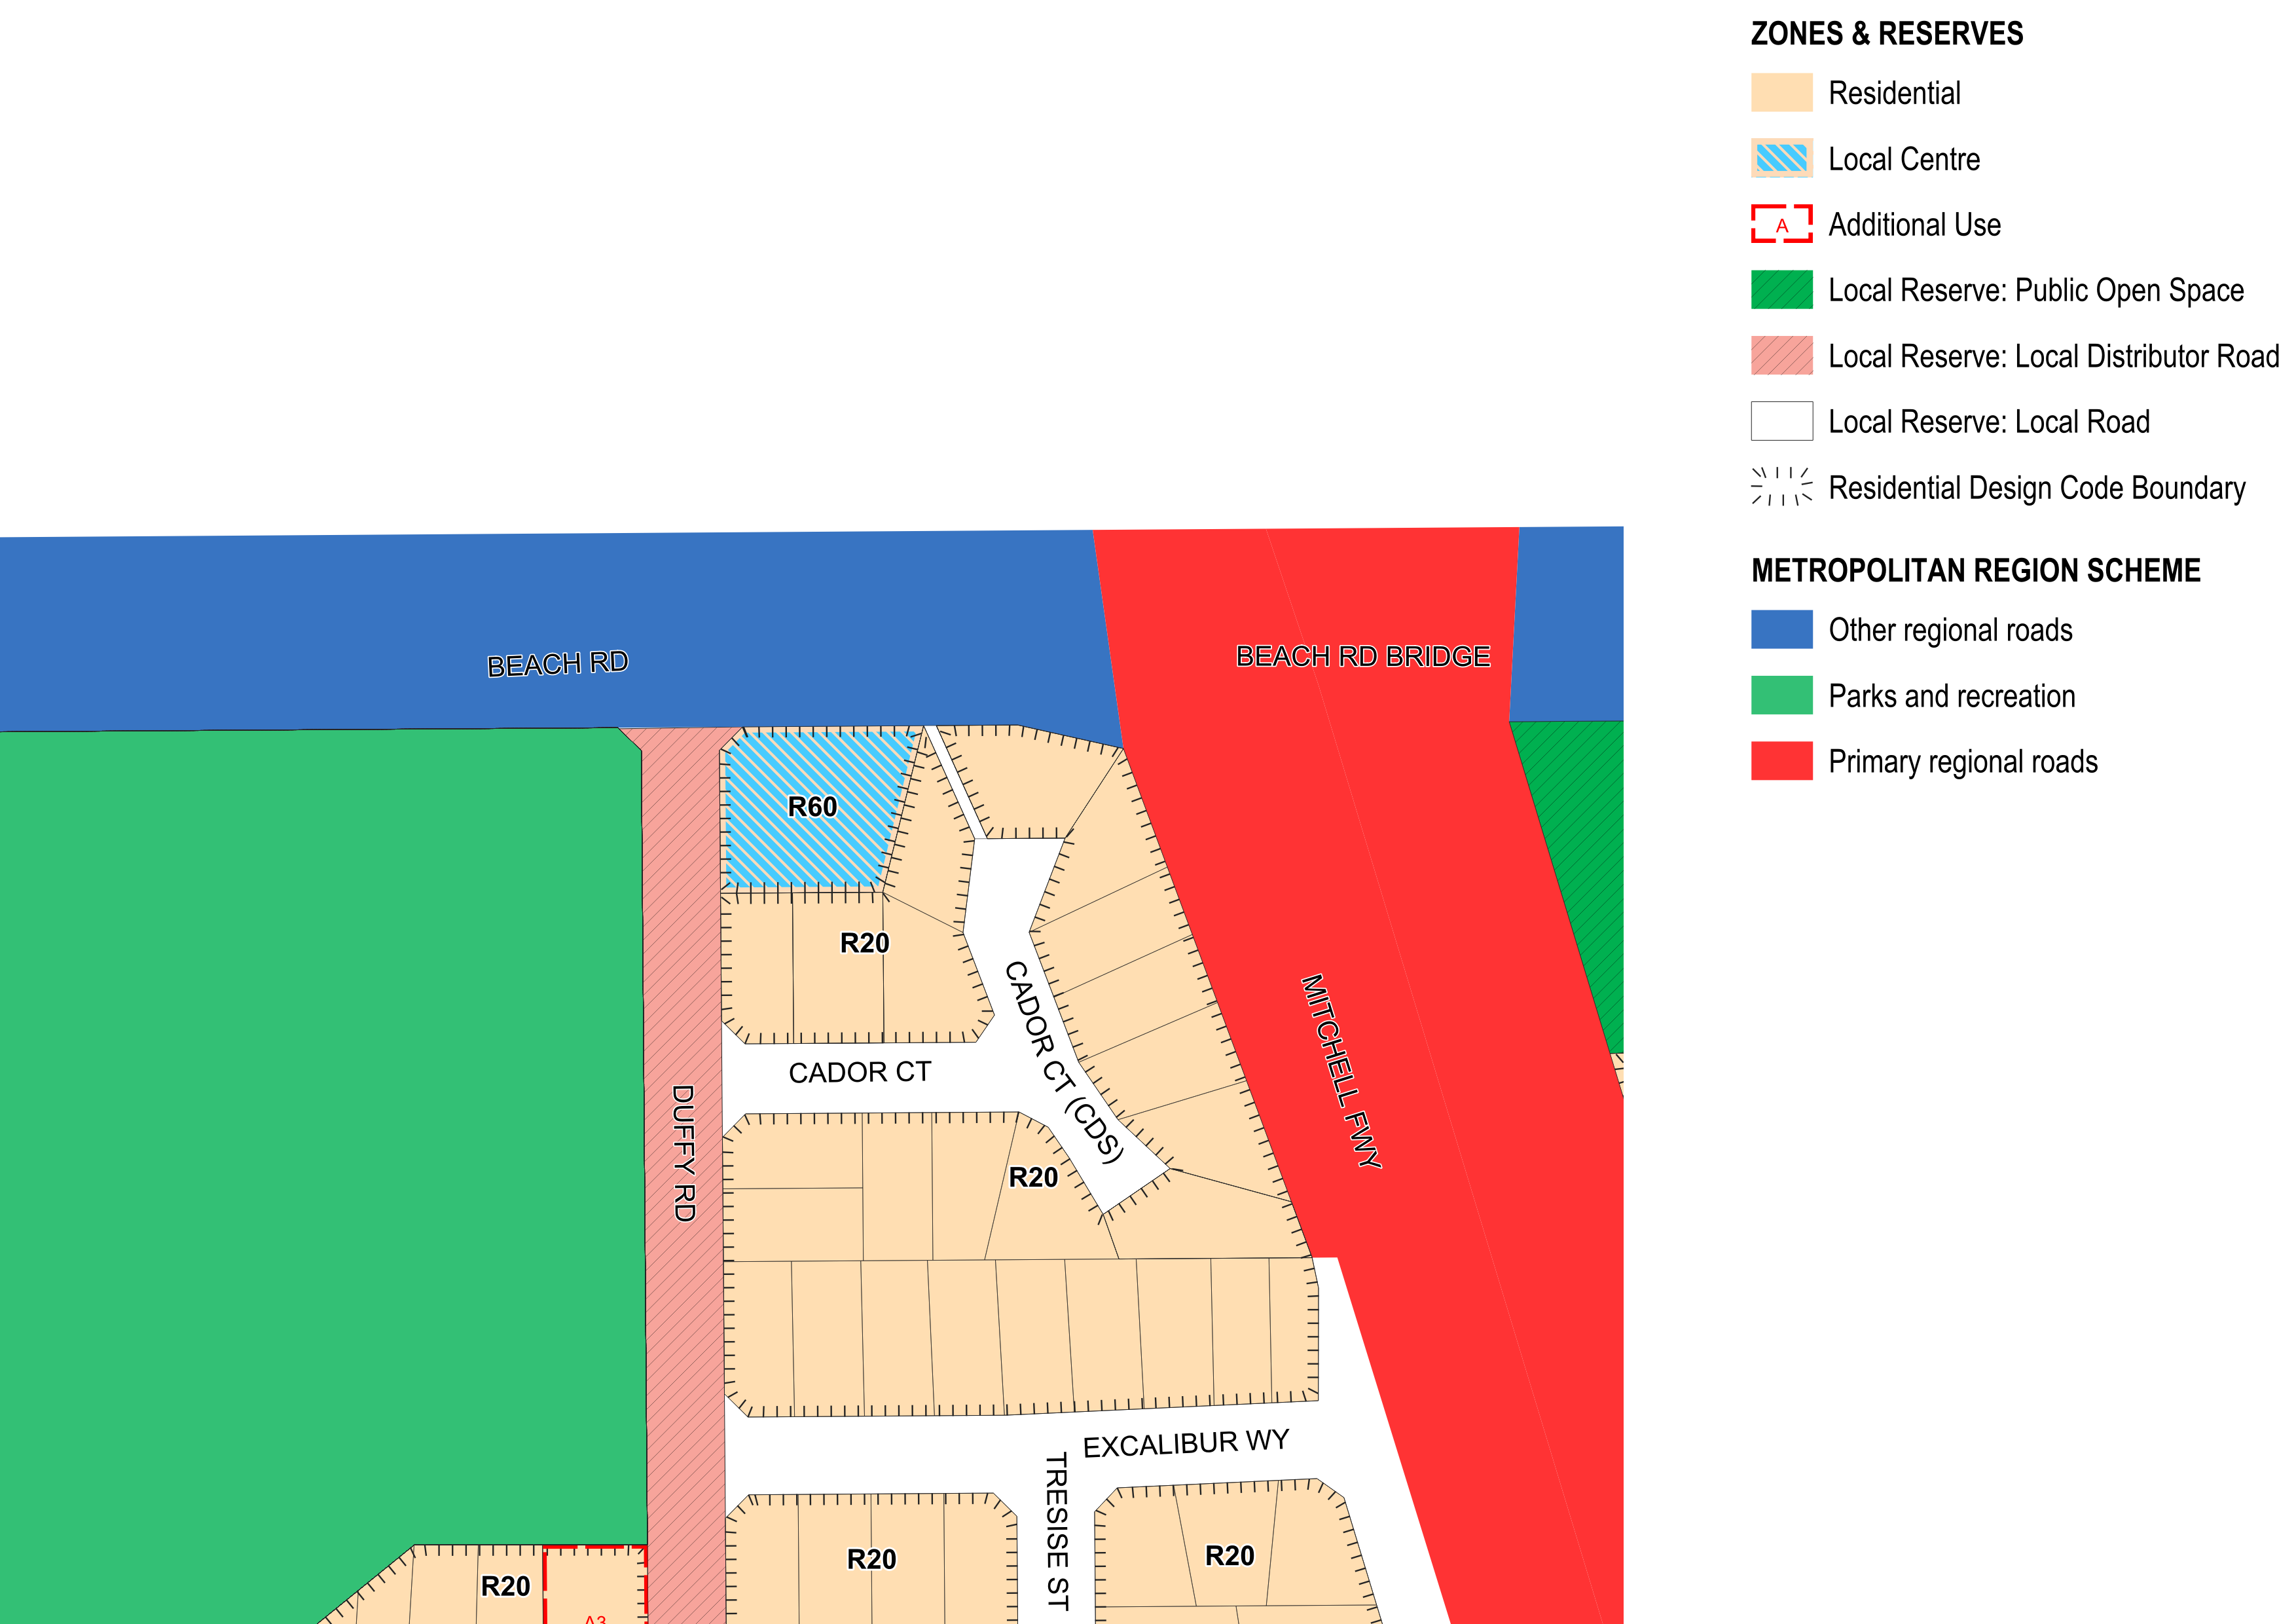 ZONES & RESERVES
Residential
Local Centre
A
Additional Use
Local Reserve: Public Open Space
Local Reserve: Local Distributor Road
Local Reserve: Local Road
Residential Design Code Boundary
METROPOLITAN REGION SCHEME
Other regional roads
Parks and recreation
Primary regional roads
BEACH RD
BEACH RD BRIDGE
R60
R20
CADOR CT (CDS)
MITCHELL FWY
CADOR CT
DUFFY RD
R20
EXCALIBUR WY
TRESISE ST
R20
R20
R20
A3